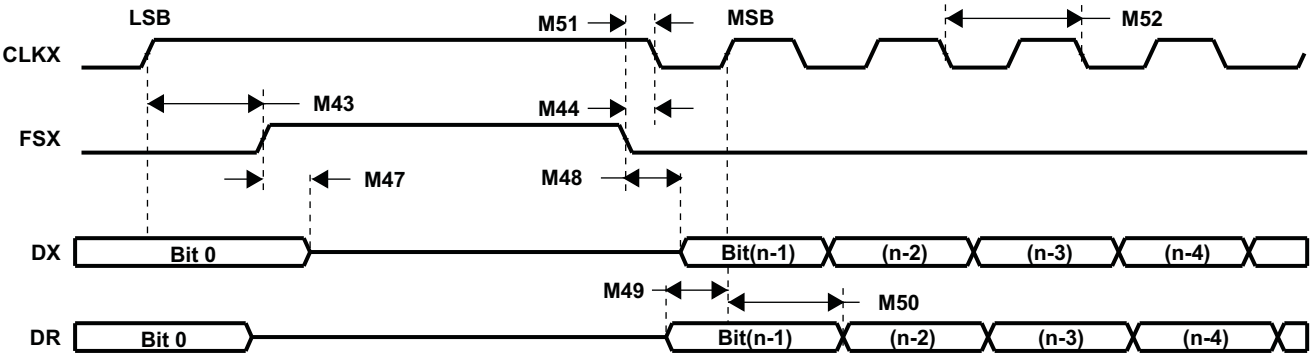 LSB M51 MSB M52
CLKX
M43 M44
FSX
M47 M48
DX Bit 0 Bit(n-1) (n-2) (n-3) (n-4)
M49 M50
DR Bit 0 Bit(n-1) (n-2) (n-3) (n-4)